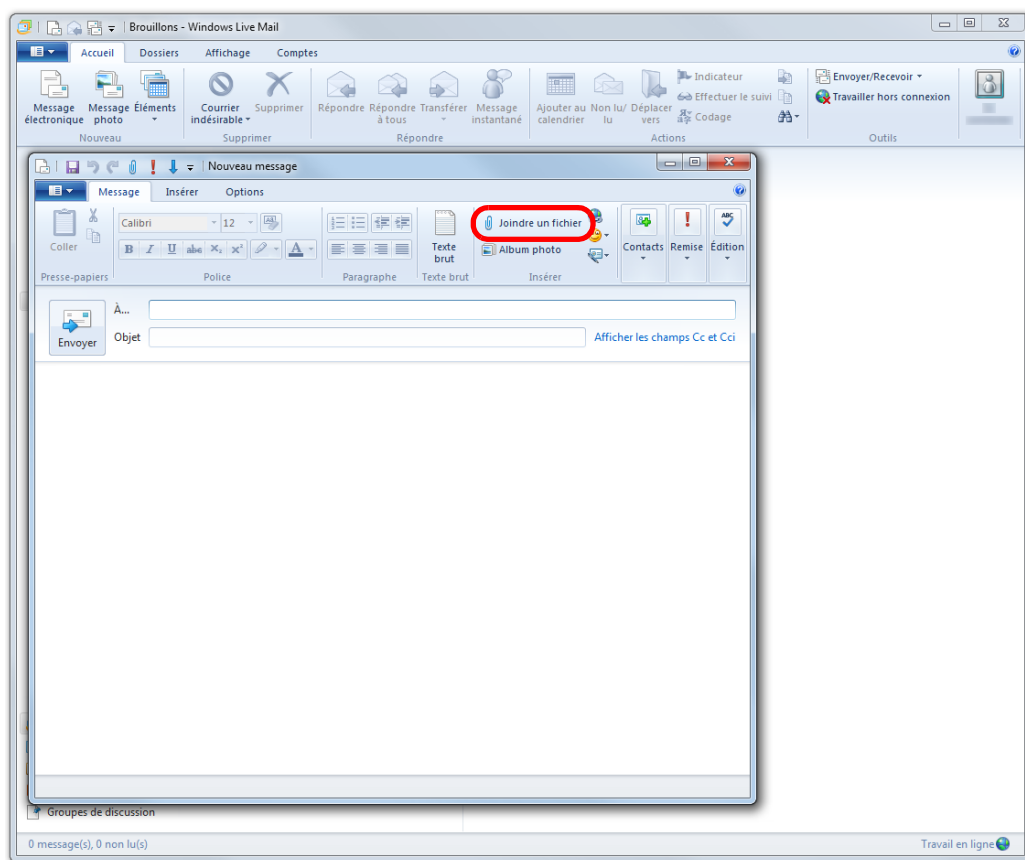 Brouillons - Windows Live Mail
Accueil Dossiers Affichage Comptes
Message électronique
Message photo
Éléments
Nouveau
Courrier indésirable
Supprimer
Supprimer
Répondre
Répondre à tous
Transférer
Message instantané
Répondre
Ajouter au calendrier
Non lu/ lu
Déplacer vers
Indicateur
Effectuer le suivi
Codage
Actions
Envoyer/Recevoir
Travailler hors connexion
Outils
Nouveau message
Message Insérer Options
Coller
Presse-papiers
Calibri 12
B I U abc X₂ X²
A
Police
Paragraphe
Texte brut
Texte brut
Joindre un fichier
Album photo
Insérer
Contacts
Remise
ABC
Édition
À...
Objet
Afficher les champs Cc et Cci
Envoyer
Groupes de discussion
0 message(s), 0 non lu(s)
Travail en ligne